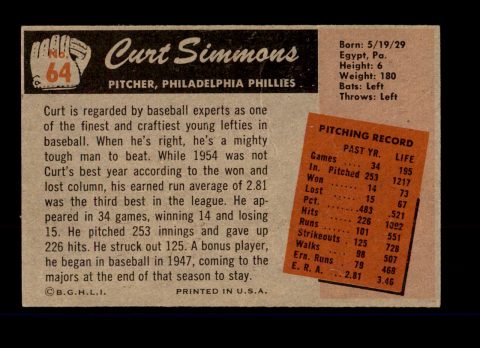 No.
64
Curt Simmons
PITCHER, PHILADELPHIA PHILLIES
Born: 5/19/29
Egypt, Pa.
Height: 6
Weight: 180
Bats: Left
Throws: Left
Curt is regarded by baseball experts as one
of the finest and craftiest young lefties in
baseball. When he's right, he's a mighty
tough man to beat. While 1954 was not
Curt's best year according to the won and
lost column, his earned run average of 2.81
was the third best in the league. He ap-
peared in 34 games, winning 14 and losing
15. He pitched 253 innings and gave up
226 hits. He struck out 125. A bonus player,
he began in baseball in 1947, coming to the
majors at the end of that season to stay.
©B.G.H.L.I. PRINTED IN U.S.A.
PITCHING RECORD
PAST YR. LIFE
Games 34 195
In. Pitched 253 1217
Won 14 73
Lost 15 67
Pct. .483 .521
Hits 226 1092
Runs 101 551
Strikeouts 125 728
Walks 98 507
Ern. Runs 79 468
E. R. A. 2.81 3.46